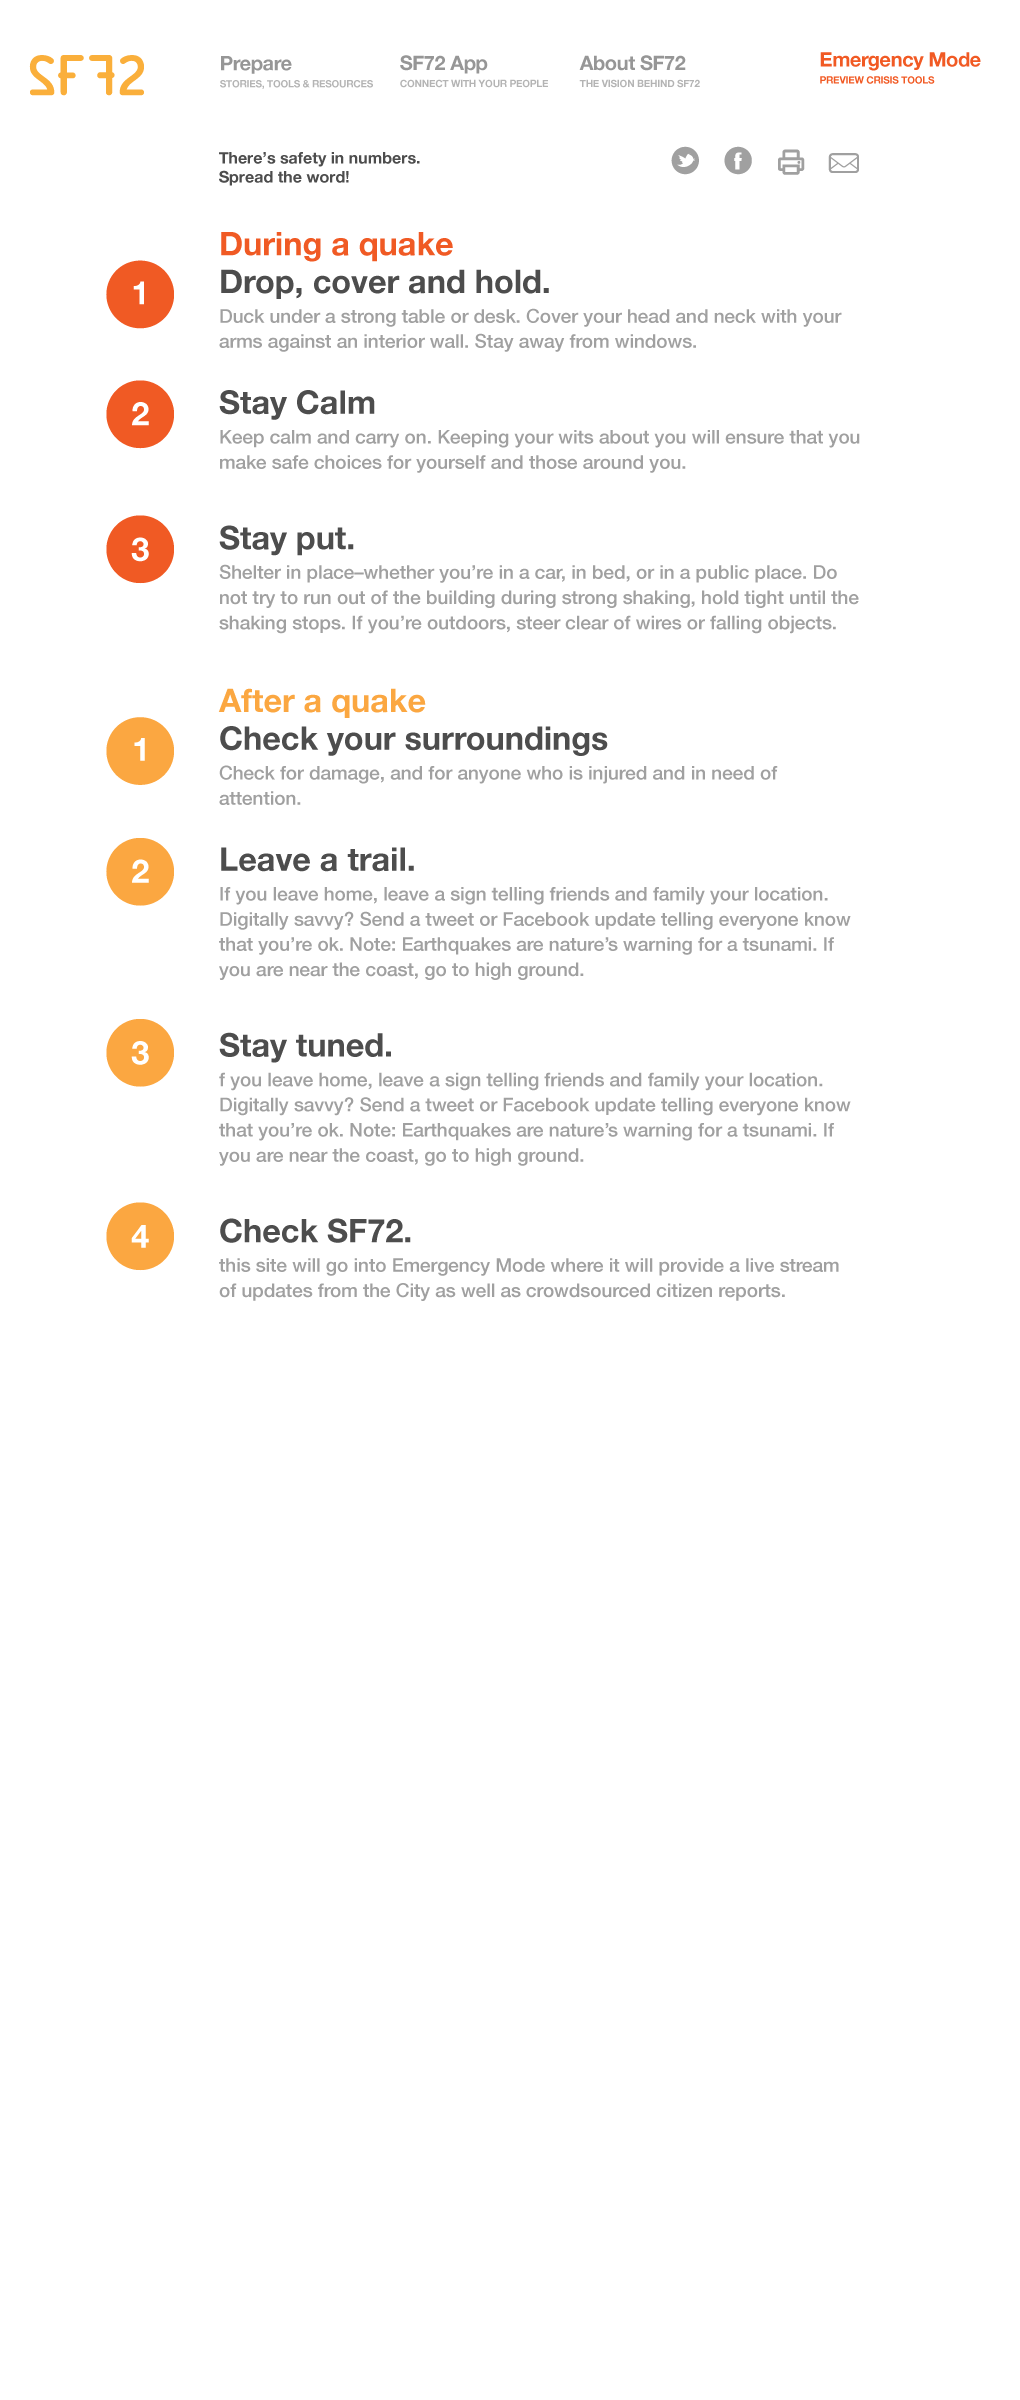 SF72
Prepare
STORIES, TOOLS & RESOURCES
SF72 App
CONNECT WITH YOUR PEOPLE
About SF72
THE VISION BEHIND SF72
Emergency Mode
PREVIEW CRISIS TOOLS
There’s safety in numbers.
Spread the word!
During a quake
1
Drop, cover and hold.
Duck under a strong table or desk. Cover your head and neck with your
arms against an interior wall. Stay away from windows.
2
Stay Calm
Keep calm and carry on. Keeping your wits about you will ensure that you
make safe choices for yourself and those around you.
3
Stay put.
Shelter in place–whether you’re in a car, in bed, or in a public place. Do
not try to run out of the building during strong shaking, hold tight until the
shaking stops. If you’re outdoors, steer clear of wires or falling objects.
After a quake
1
Check your surroundings
Check for damage, and for anyone who is injured and in need of
attention.
2
Leave a trail.
If you leave home, leave a sign telling friends and family your location.
Digitally savvy? Send a tweet or Facebook update telling everyone know
that you’re ok. Note: Earthquakes are nature’s warning for a tsunami. If
you are near the coast, go to high ground.
3
Stay tuned.
f you leave home, leave a sign telling friends and family your location.
Digitally savvy? Send a tweet or Facebook update telling everyone know
that you’re ok. Note: Earthquakes are nature’s warning for a tsunami. If
you are near the coast, go to high ground.
4
Check SF72.
this site will go into Emergency Mode where it will provide a live stream
of updates from the City as well as crowdsourced citizen reports.